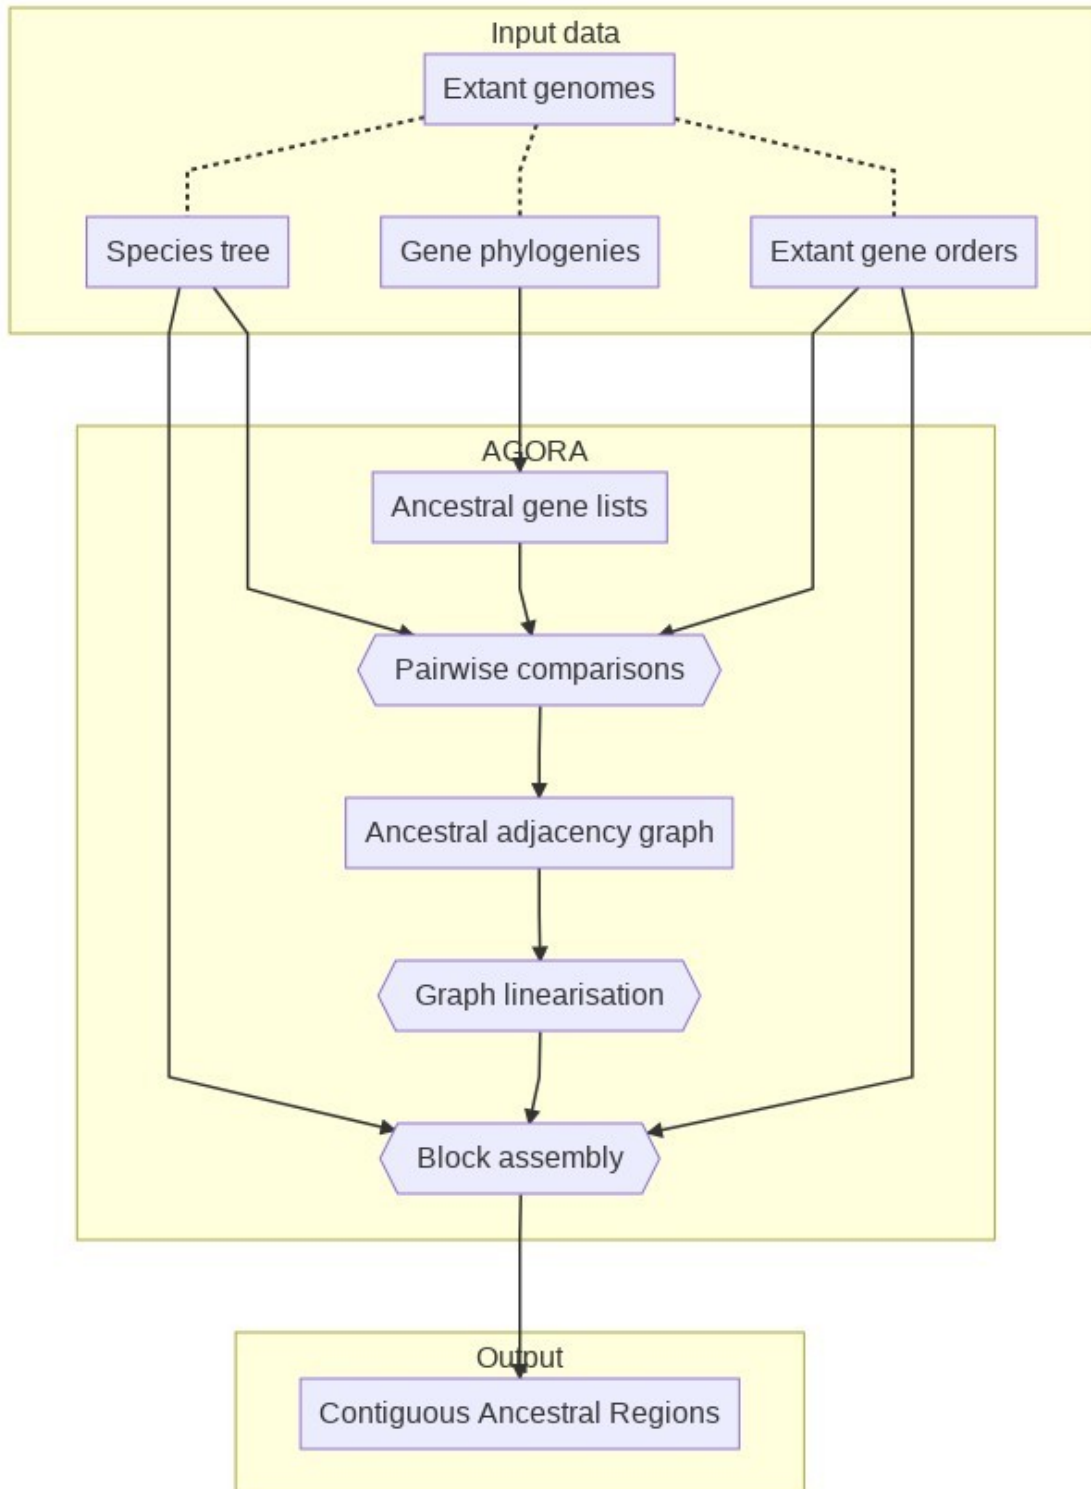 Input data
Extant genomes
Species tree
Gene phylogenies
Extant gene orders
AGORA
Ancestral gene lists
Pairwise comparisons
Ancestral adjacency graph
Graph linearisation
Block assembly
Output
Contiguous Ancestral Regions